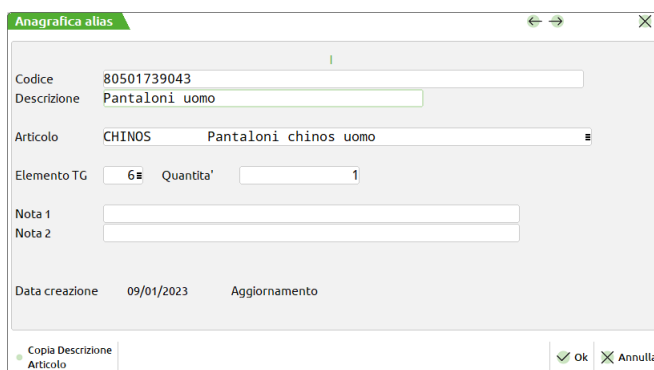 Anagrafica alias
Codice 80501739043
Descrizione Pantaloni uomo
Articolo CHINOS Pantaloni chinos uomo
Elemento TG 6 Quantita' 1
Nota 1
Nota 2
Data creazione 09/01/2023 Aggiornamento
Copia Descrizione
Articolo
Ok Annulla